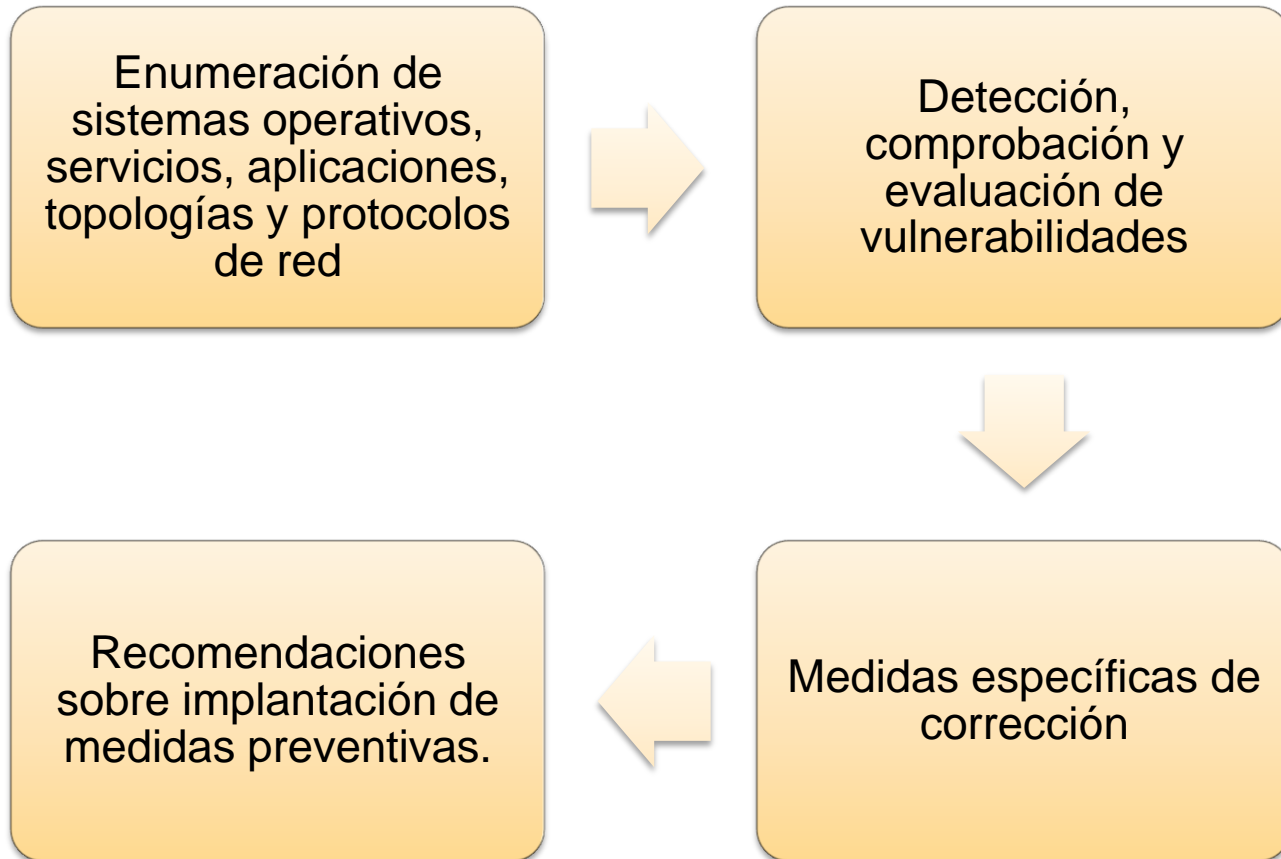 Enumeración de
sistemas operativos,
servicios, aplicaciones,
topologías y protocolos
de red
Detección,
comprobación y
evaluación de
vulnerabilidades
Medidas específicas de
corrección
Recomendaciones
sobre implantación de
medidas preventivas.